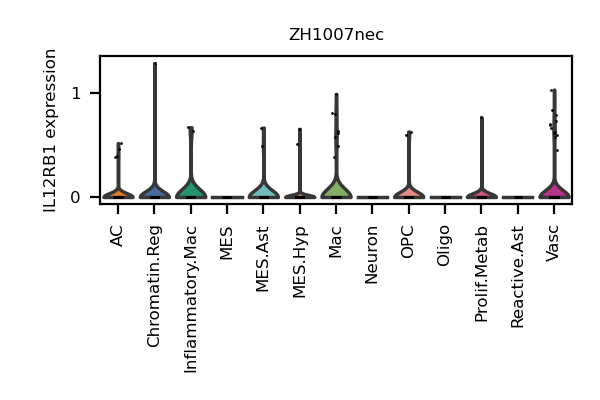 ZH1007nec
IL12RB1 expression
1
0
AC
Chromatin.Reg
Inflammatory.Mac
MES
MES.Ast
MES.Hyp
Mac
Neuron
OPC
Oligo
Prolif.Metab
Reactive.Ast
Vasc